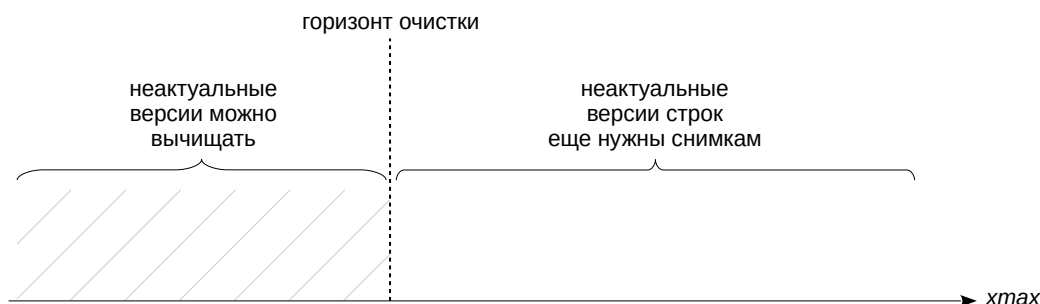 горизонт очистки
неактуальные
версии можно
вычищать
неактуальные
версии строк
еще нужны снимкам
xmax